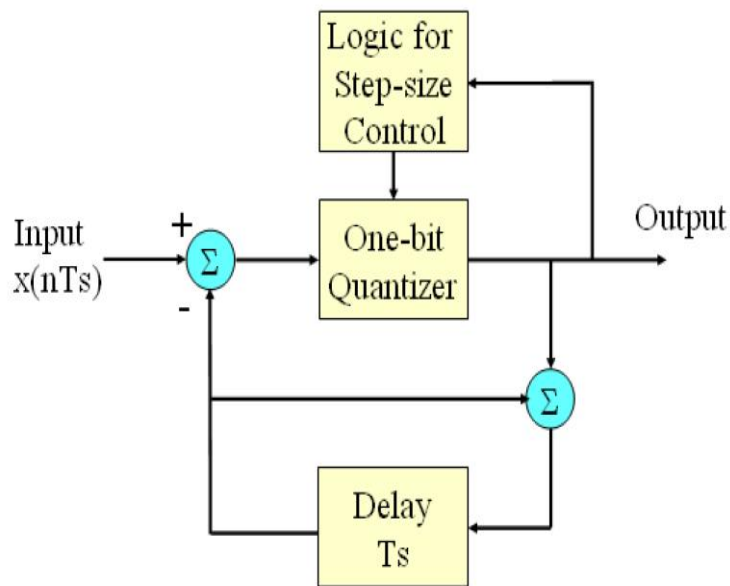 Logic for
Step-size
Control
+
Input
x(nTs)
Σ
-
One-bit
Quantizer
Output
Σ
Delay
Ts